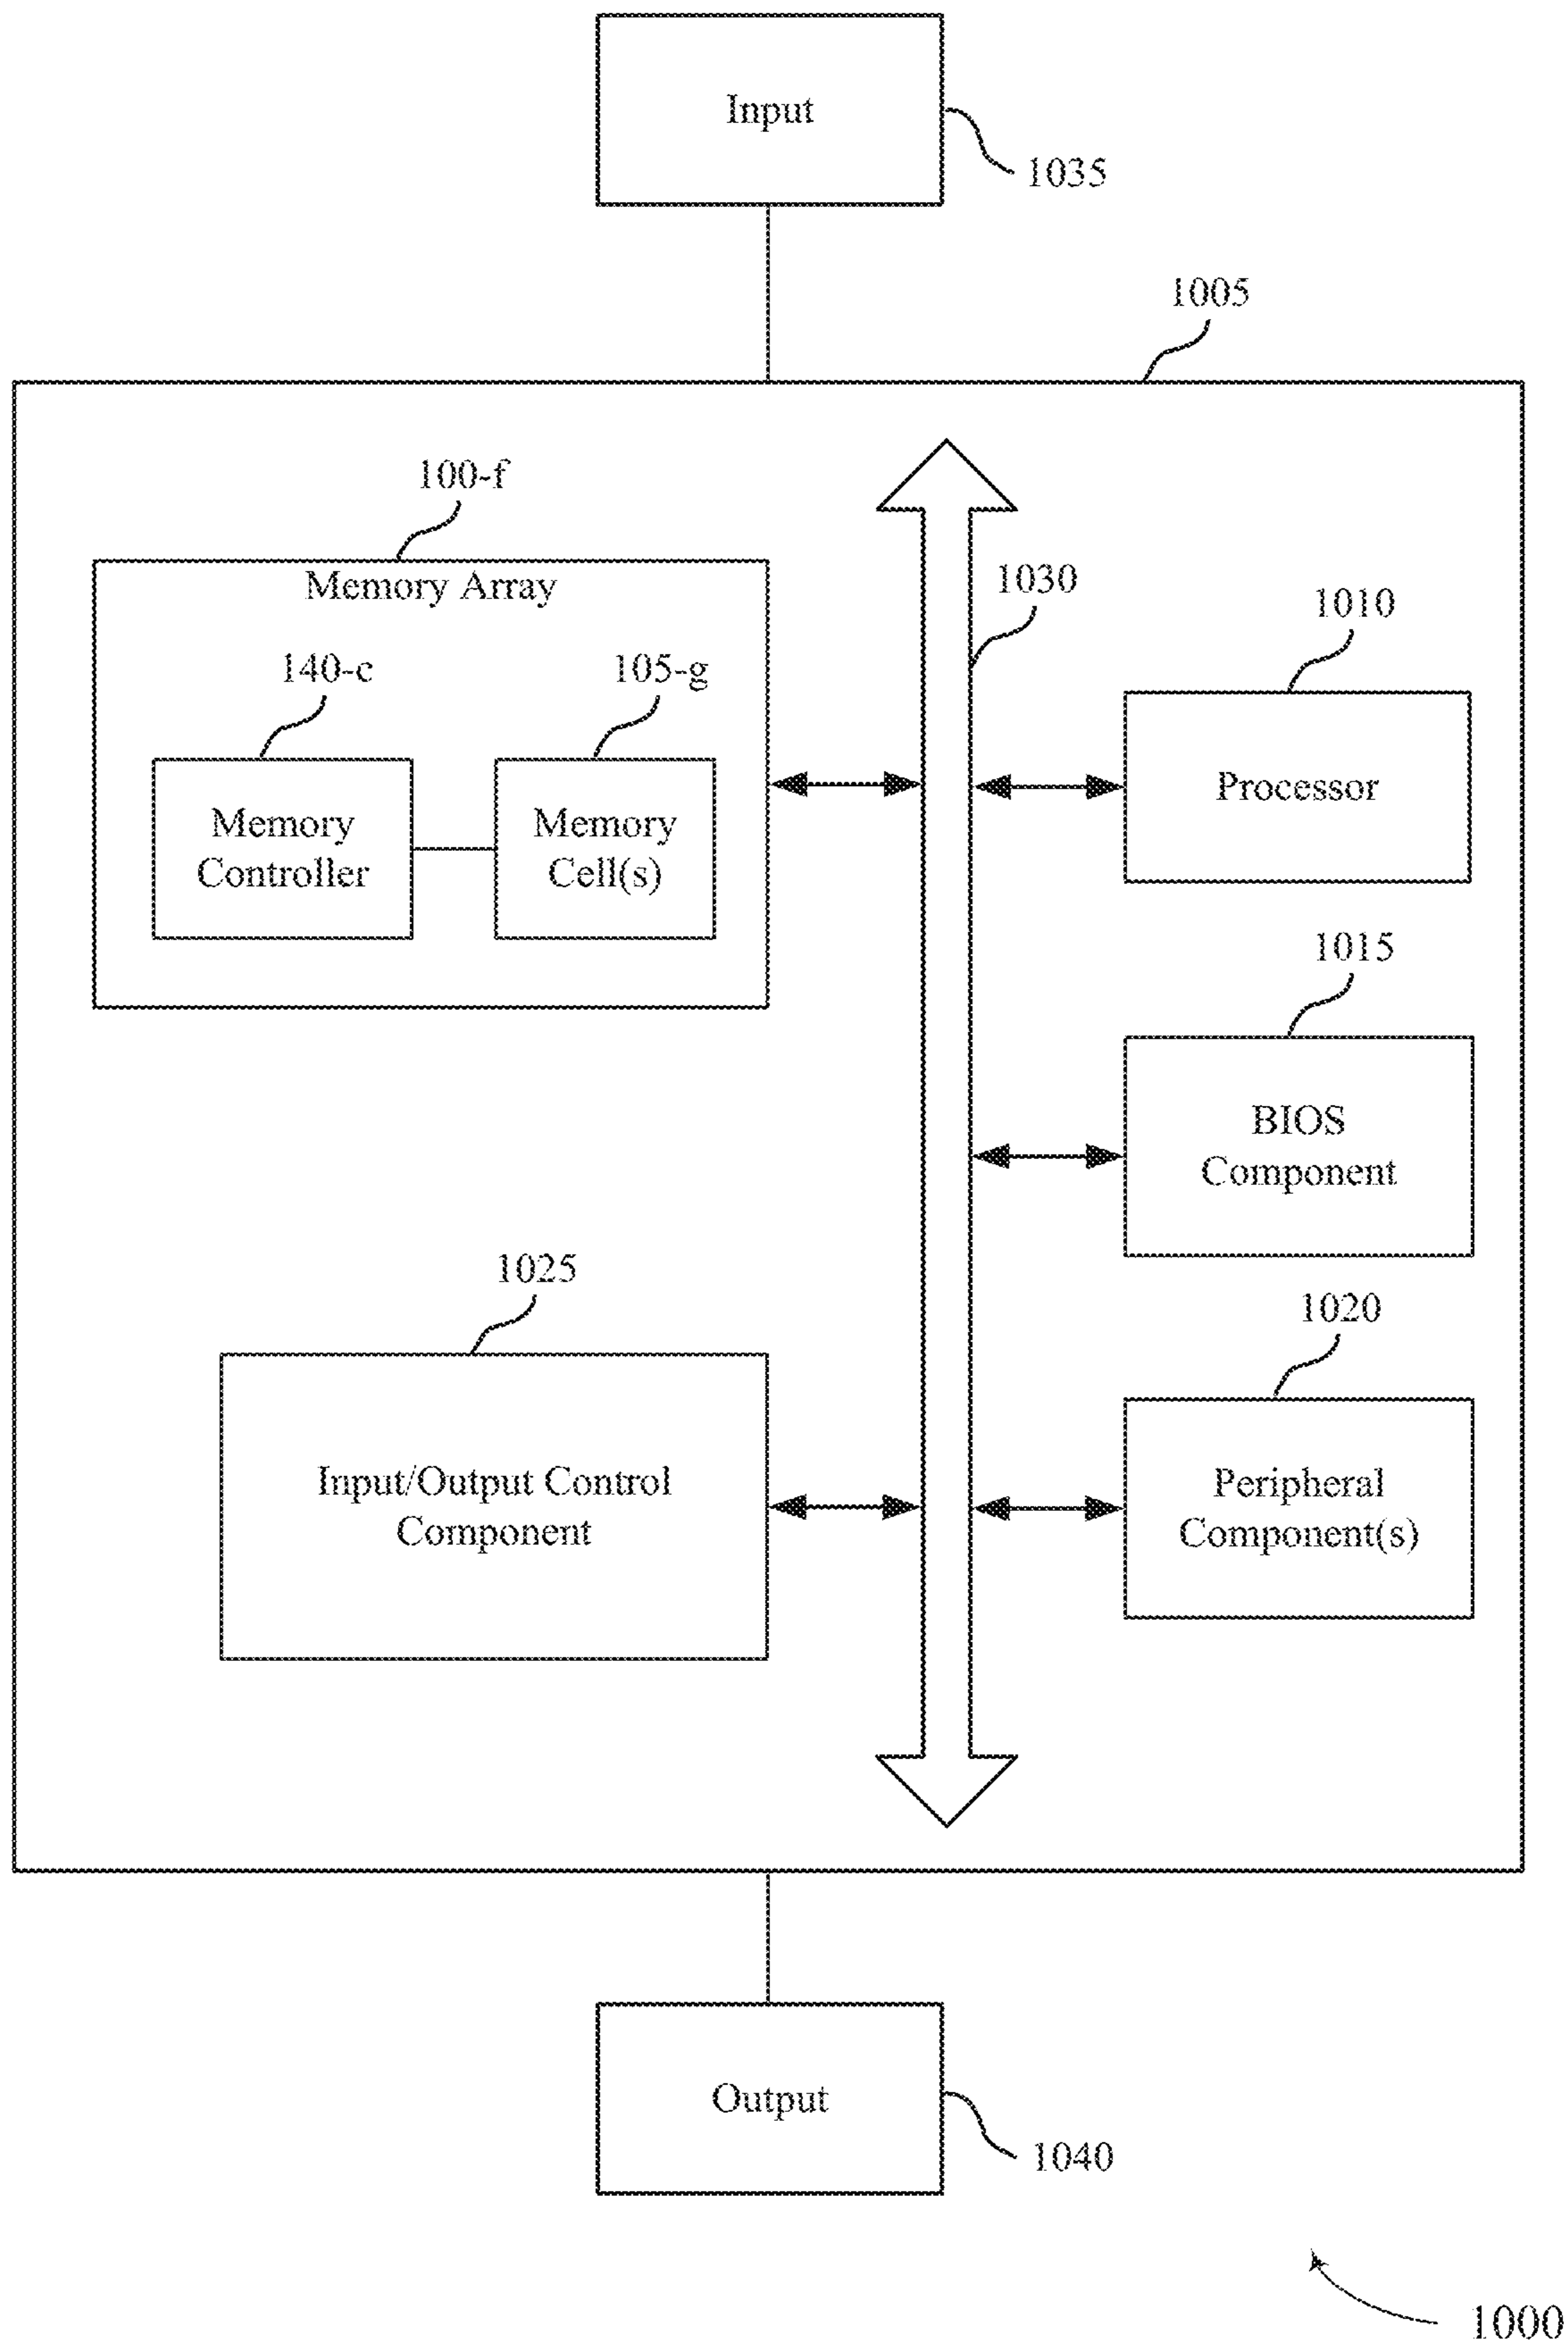 Input
1035
1005
100-f
Memory Array
1030
1010
140-c
105-g
Processor
Memory
Controller
Memory
Cell(s)
1015
BIOS
Component
1025
1020
Input/Output Control
Component
Peripheral
Component(s)
Output
1040
1000